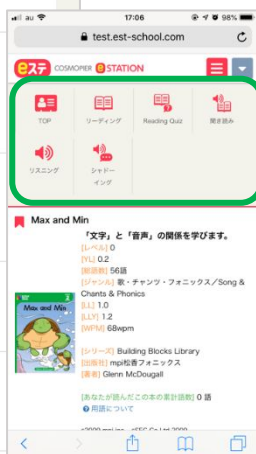 au 17:06 98%
test.est-school.com
eステ COSMOPIER e STATION
TOP リーディング Reading Quiz 聞き読み
リスニング シャドー
イング
Max and Min
「文字」と「音声」の関係を学びます。
[レベル] 0
[YL] 0.2
[総語数] 56語
[ジャンル] 歌・チャンツ・フォニックス／Song &
Chants & Phonics
[LL] 1.0
[LLY] 1.2
[WPM] 68wpm
Max and Min
[シリーズ] Building Blocks Library
[出版社] mpi松香フォニックス
[著者] Glenn McDougall
[あなたが読んだこの本の累計語数] 0 語
用語について